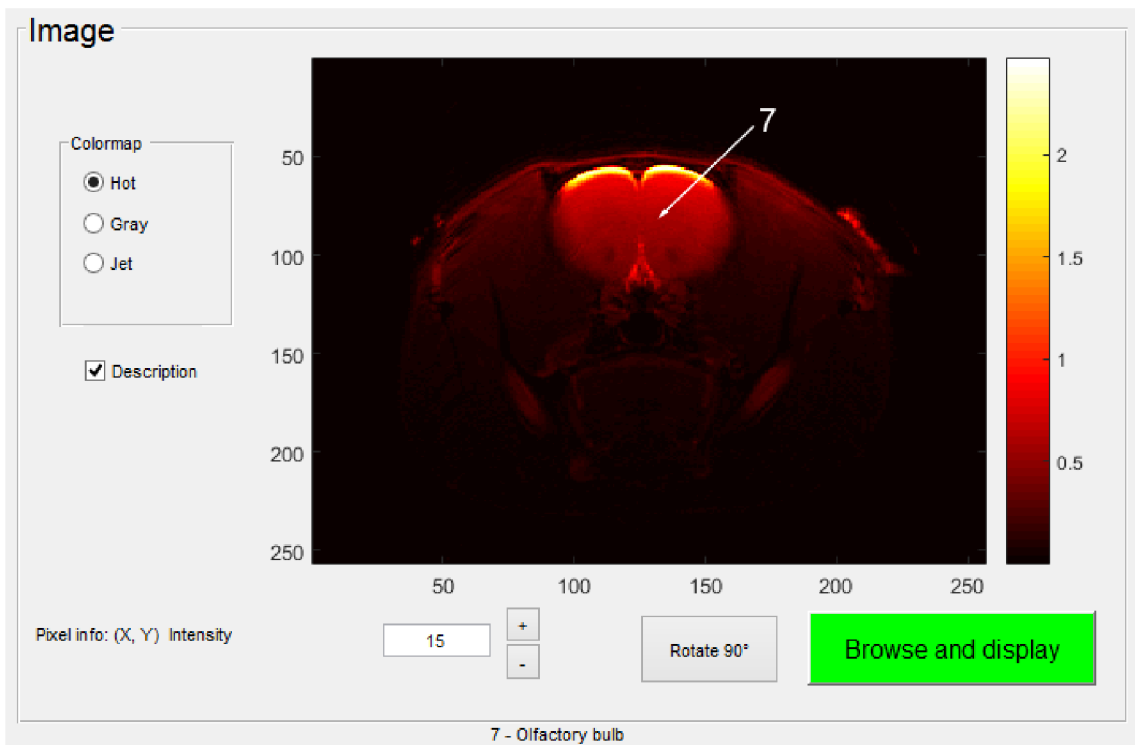 Image
7
Colormap
Hot
Gray
Jet
Description
50
100
150
200
250
50
100
150
200
250
2
1.5
1
0.5
Pixel info: (X, Y) Intensity
15
+
-
Rotate 90°
Browse and display
7 - Olfactory bulb